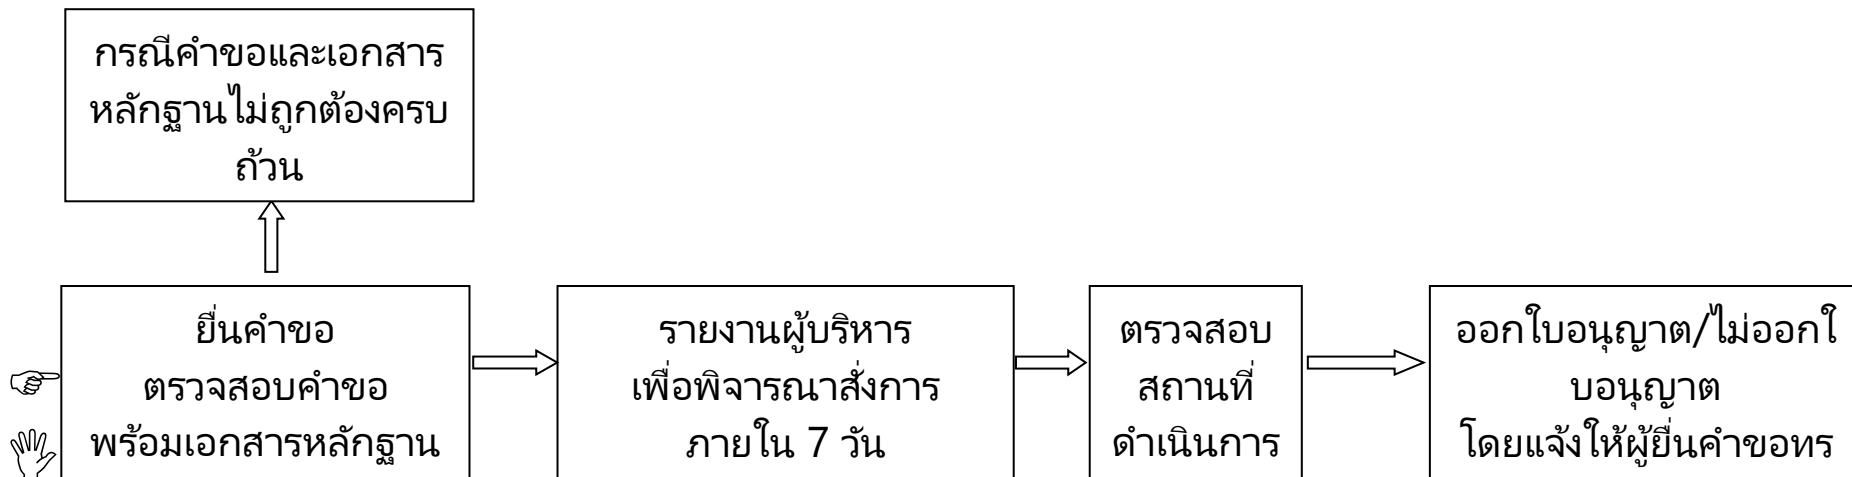 กรณีคำขอและเอกสาร
หลักฐานไม่ถูกต้องครบ
ถ้วน
ยื่นคำขอ
ตรวจสอบคำขอ
พร้อมเอกสารหลักฐาน
รายงานผู้บริหาร
เพื่อพิจารณาสั่งการ
ภายใน 7 วัน
ตรวจสอบ
สถานที่
ดำเนินการ
ออกใบอนุญาต/ไม่ออกใ
บอนุญาต
โดยแจ้งให้ผู้ยื่นคำขอทร